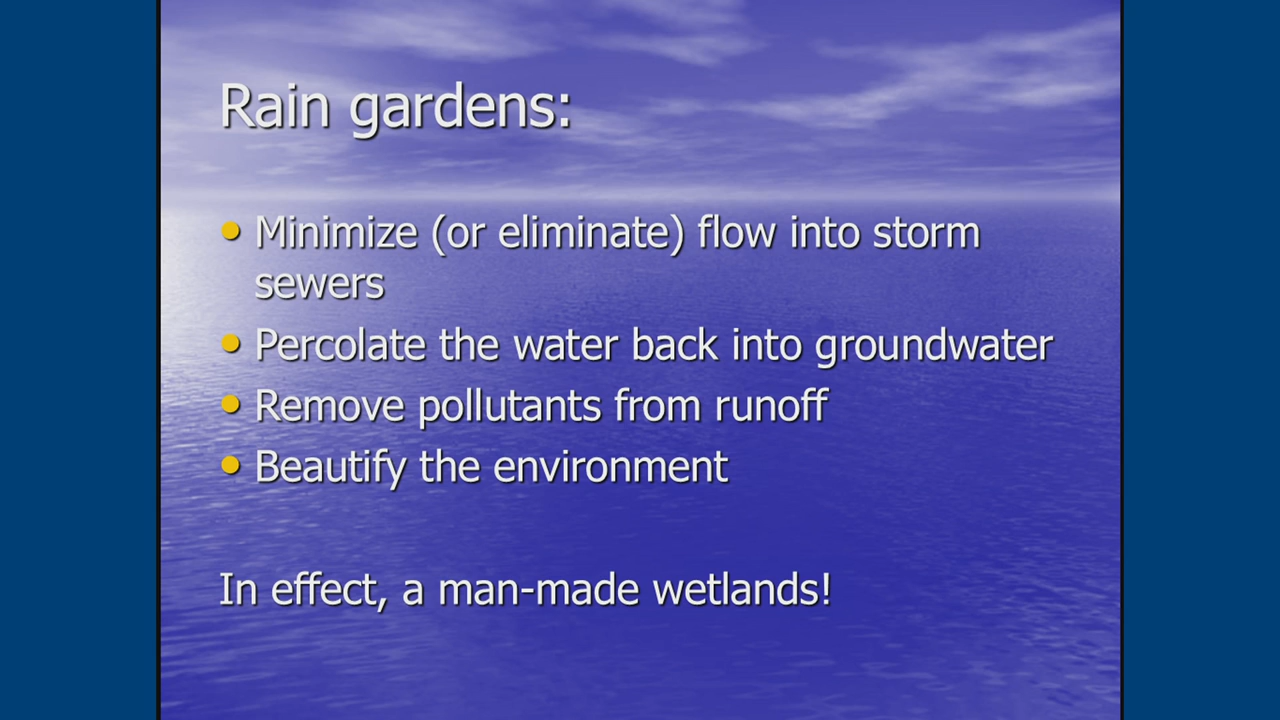 Rain gardens:
• Minimize (or eliminate) flow into storm
sewers
• Percolate the water back into groundwater
• Remove pollutants from runoff
• Beautify the environment
In effect, a man-made wetlands!